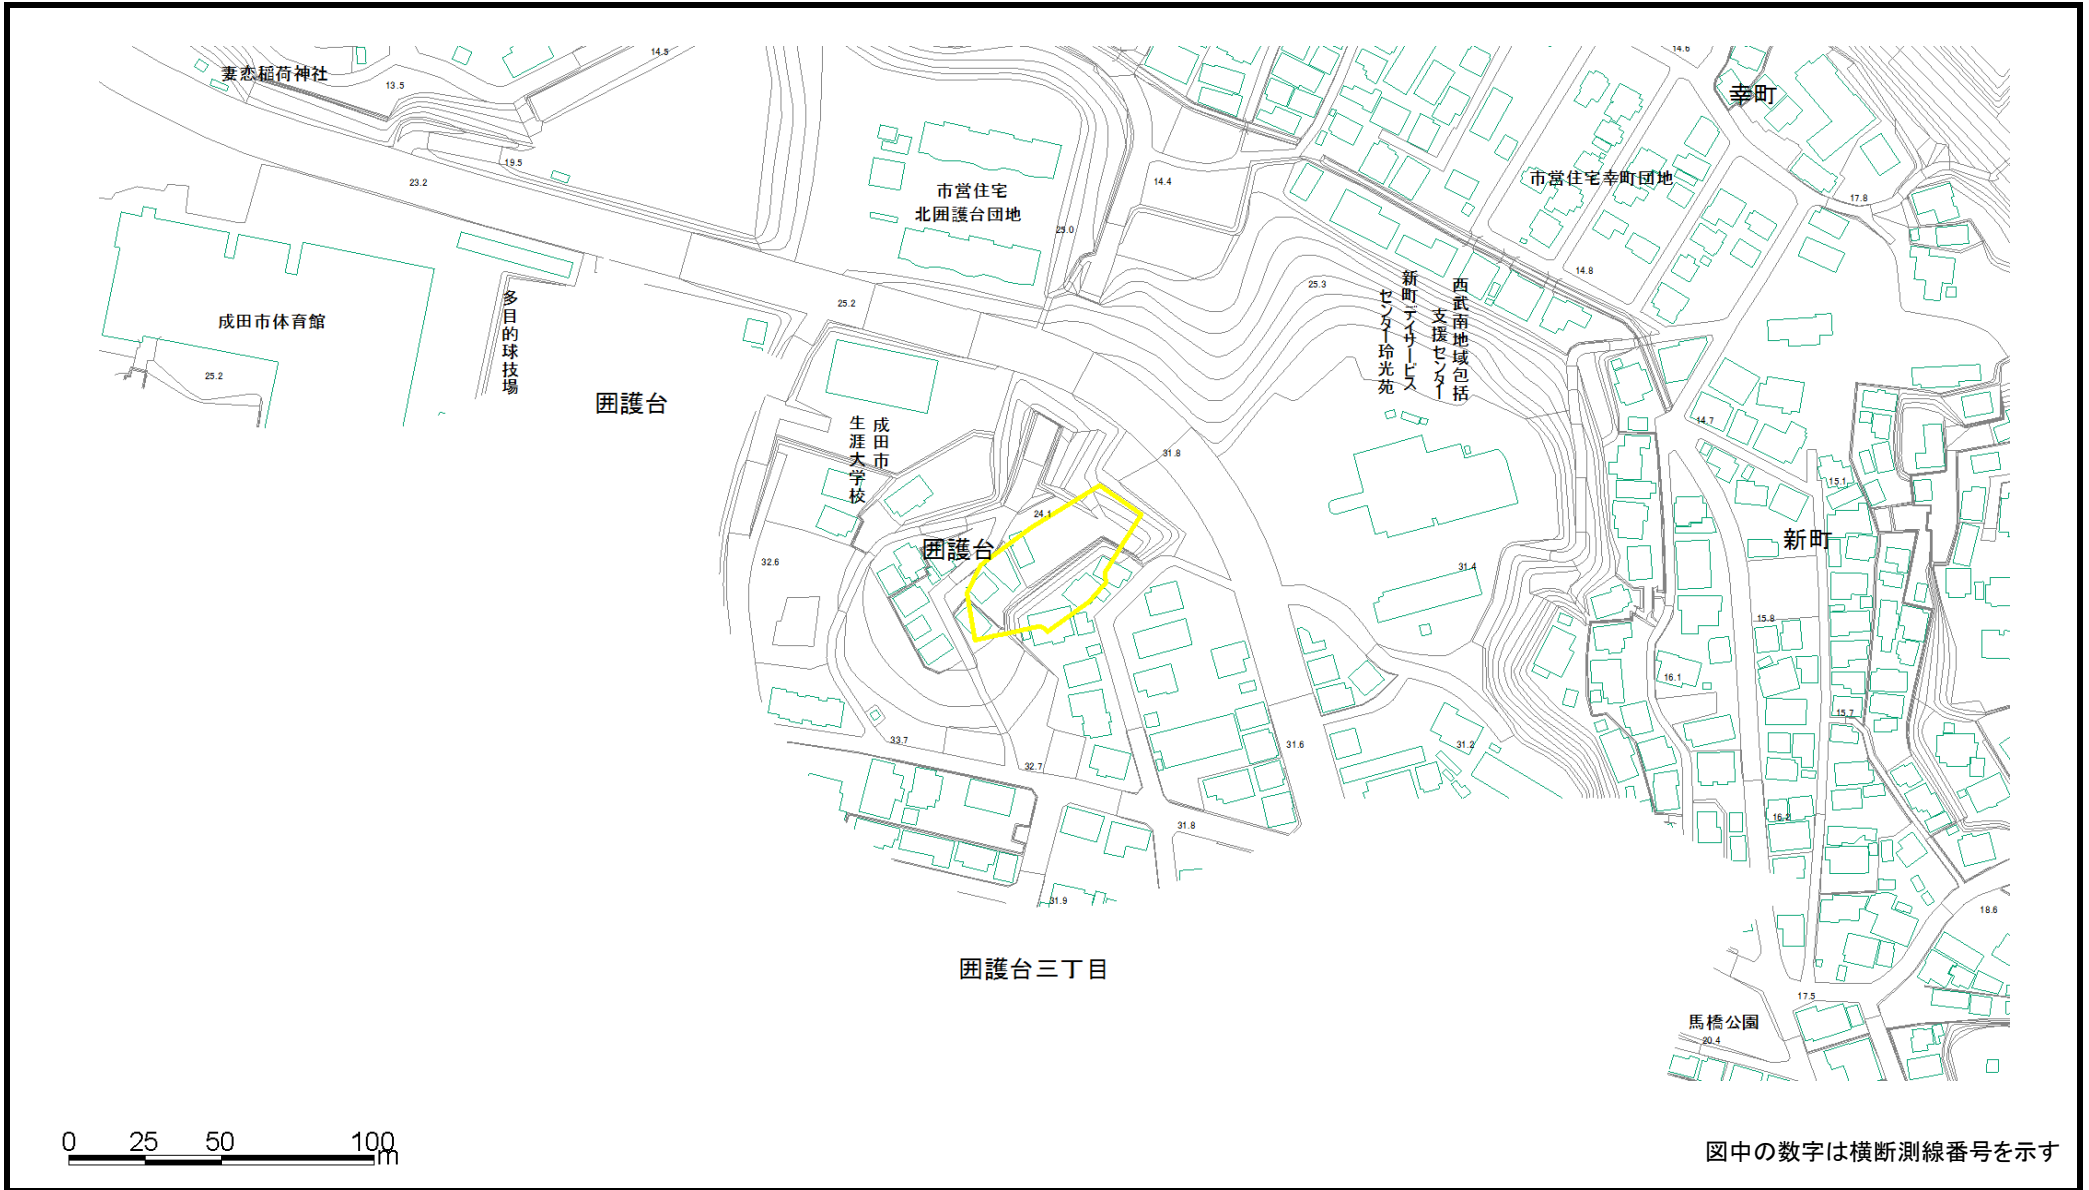 妻恋稲荷神社
13.5
14.5
14.6
幸町
19.5
23.2
市営住宅
北囲護台団地
14.4
市営住宅幸町団地
17.8
25.0
14.8
25.3
25.2
成田市体育館
多目的球技場
西武南地域包括
支援センター
新町デイサービス
センター玲光苑
25.2
囲護台
成田市
生涯大学校
14.7
31.8
15.1
24.1
囲護台
新町
32.6
31.4
15.8
16.1
15.7
33.7
31.6
31.2
32.7
31.8
16.2
31.9
18.6
囲護台三丁目
17.5
馬橋公園
20.4
0 25 50 100
m
図中の数字は横断測線番号を示す